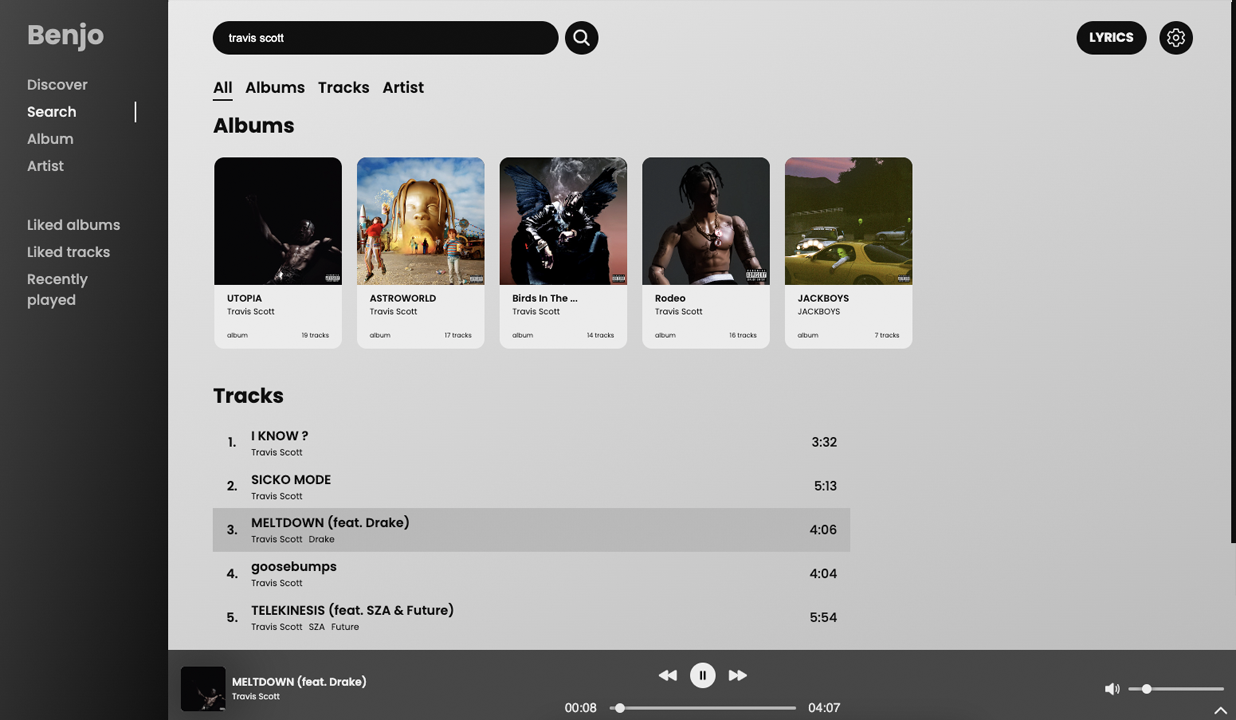 Benjo
Discover
Search
Album
Artist
Liked albums
Liked tracks
Recently
played
travis scott
LYRICS
All Albums Tracks Artist
Albums
UTOPIA
Travis Scott
album 19 tracks
ASTROWORLD
Travis Scott
album 17 tracks
Birds In The ...
Travis Scott
album 14 tracks
Rodeo
Travis Scott
album 16 tracks
JACKBOYS
JACKBOYS
album 7 tracks
Tracks
1. I KNOW ? 3:32
Travis Scott
2. SICKO MODE 5:13
Travis Scott
3. MELTDOWN (feat. Drake) 4:06
Travis Scott Drake
4. goosebumps 4:04
Travis Scott
5. TELEKINESIS (feat. SZA & Future) 5:54
Travis Scott SZA Future
MELTDOWN (feat. Drake)
Travis Scott
00:08 04:07